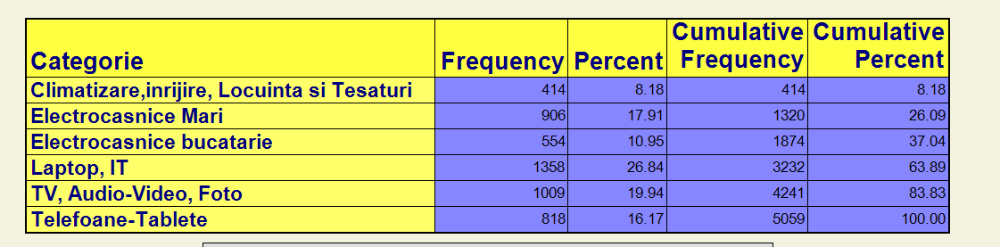 Categorie Frequency Percent Cumulative Frequency Cumulative Percent
Climatizare,inrijire, Locuinta si Tesaturi 414 8.18 414 8.18
Electrocasnice Mari 906 17.91 1320 26.09
Electrocasnice bucatarie 554 10.95 1874 37.04
Laptop, IT 1358 26.84 3232 63.89
TV, Audio-Video, Foto 1009 19.94 4241 83.83
Telefoane-Tablete 818 16.17 5059 100.00